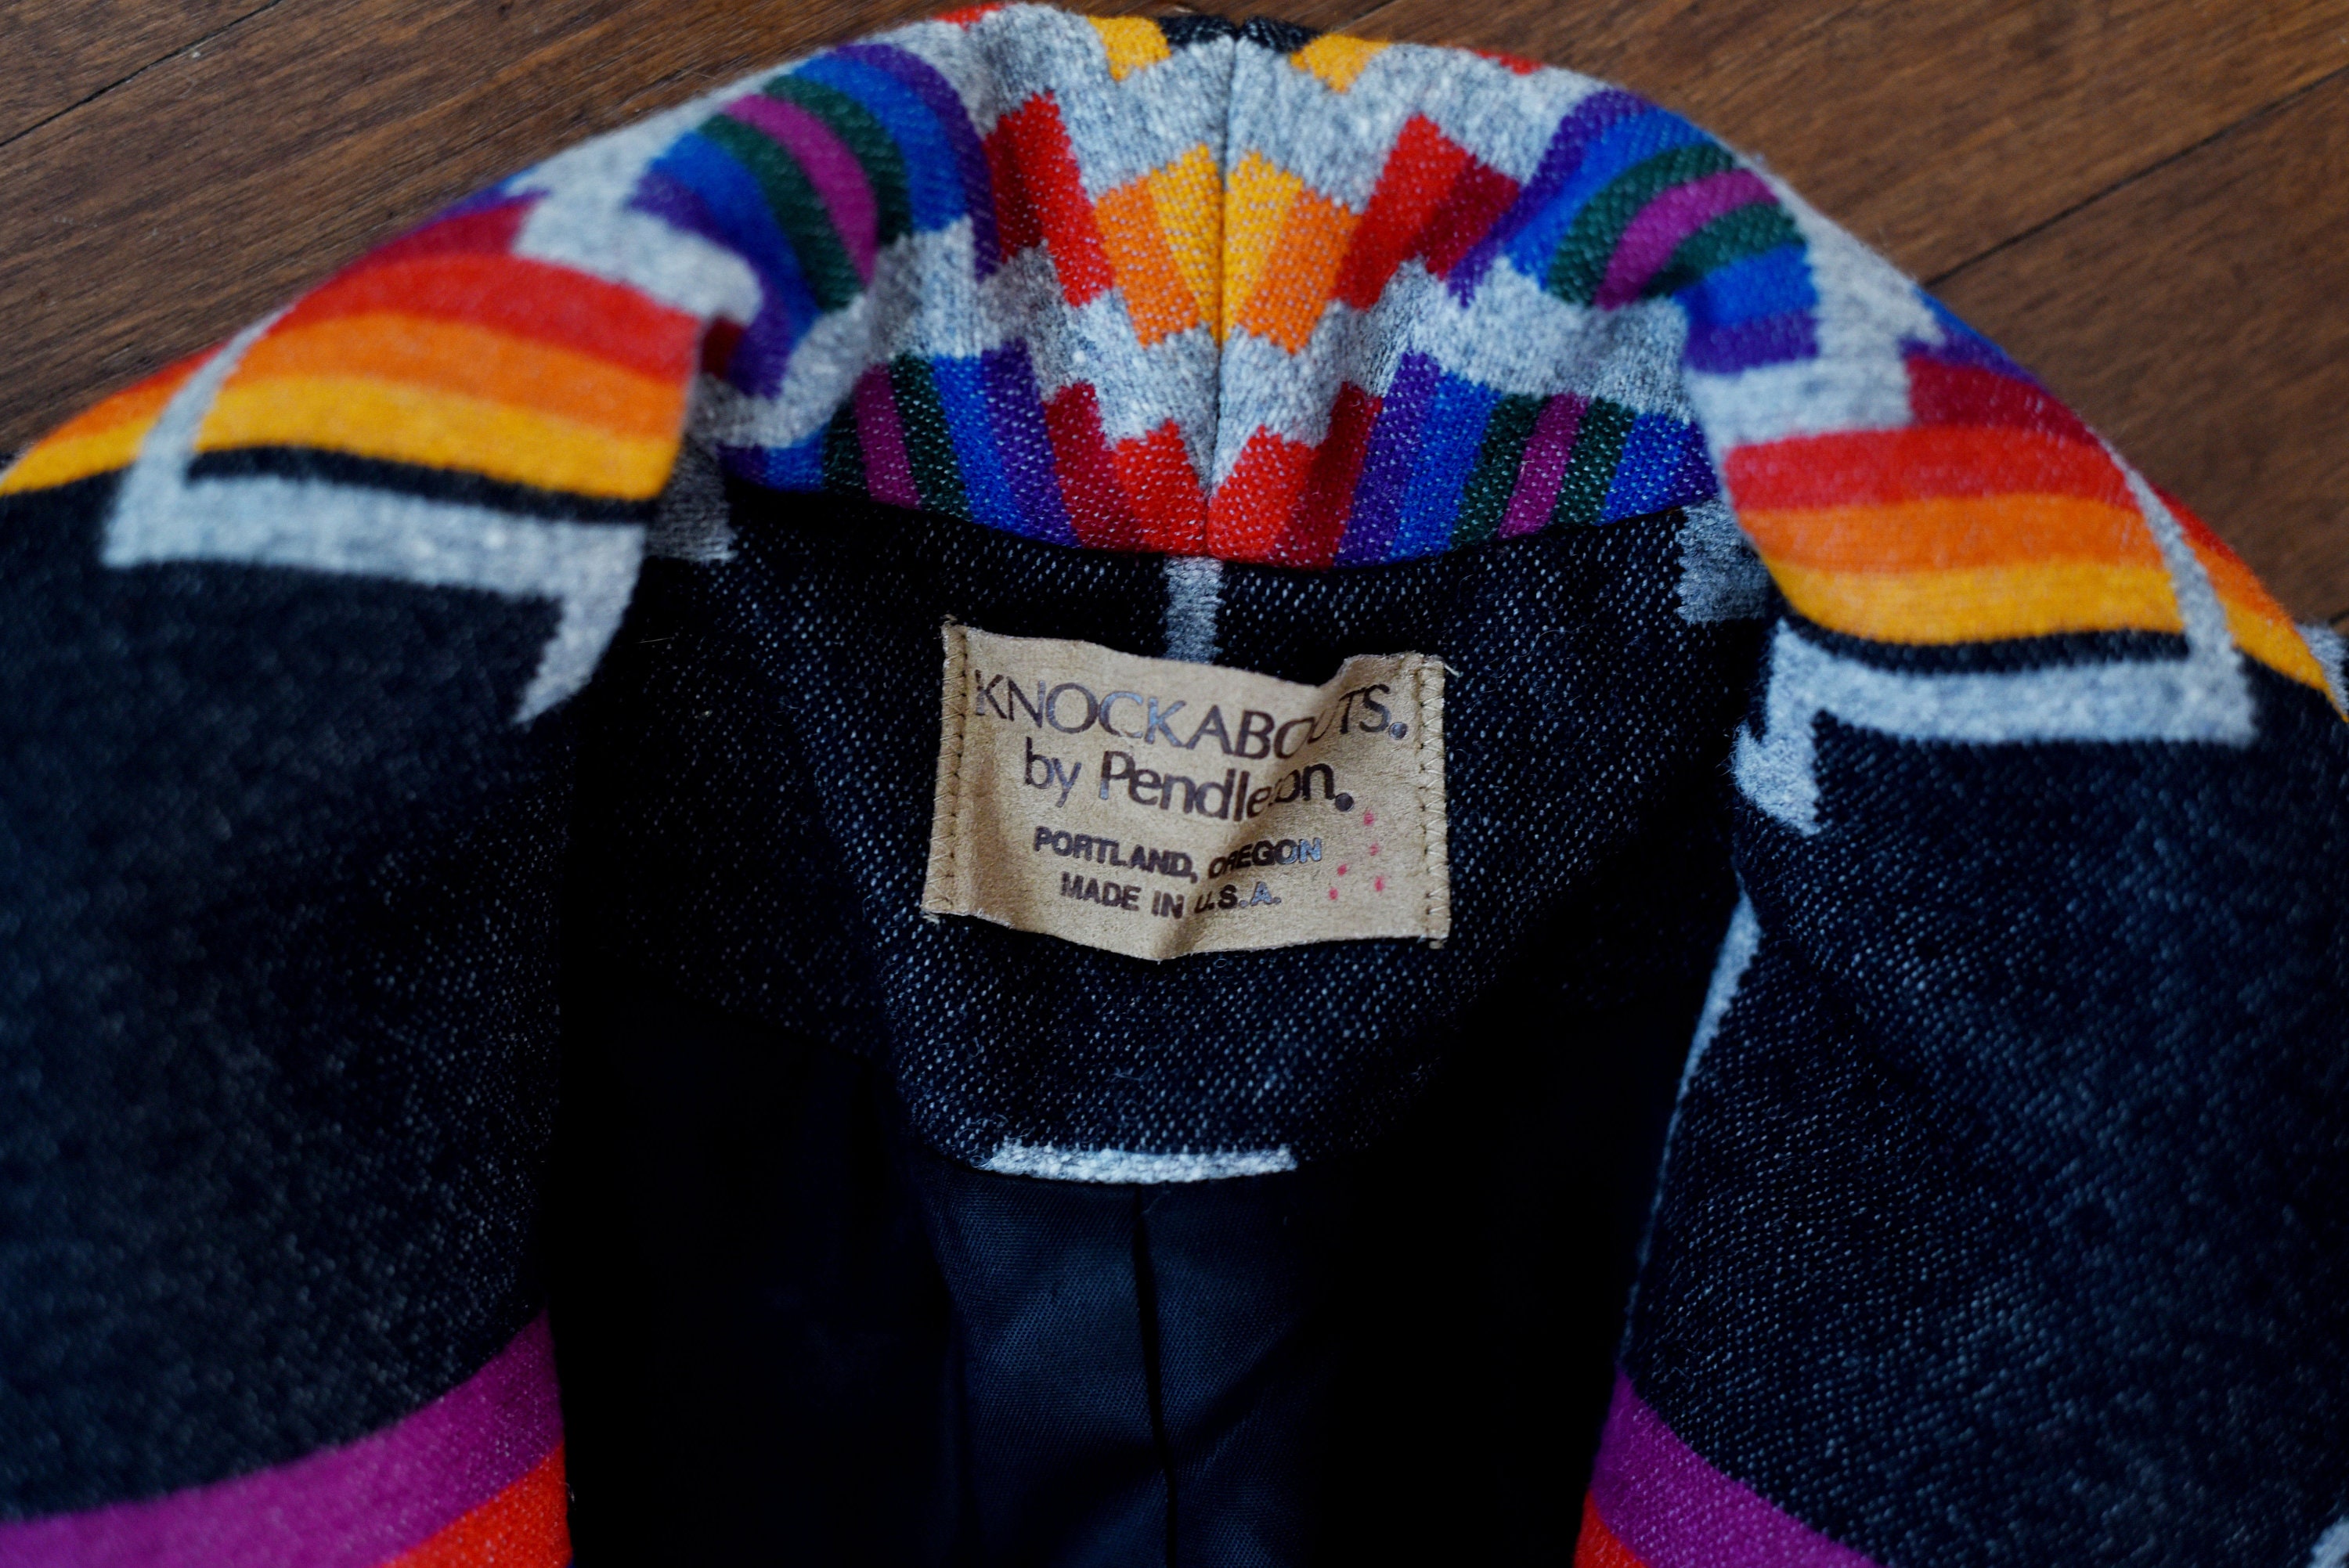 KNOCKABOUTS.
by Pendleton.
PORTLAND, OREGON
MADE IN U.S.A.